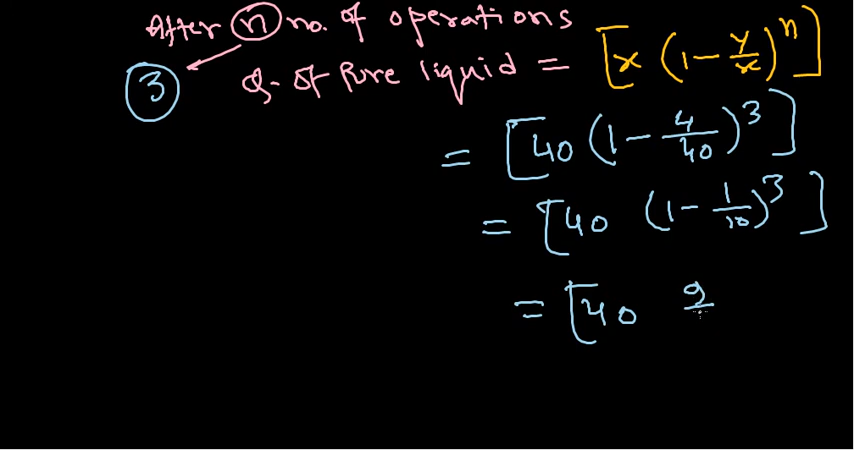 After n no. of operations
3 Q. of Pure liquid = [x (1 - y/x)^n]
= [40 (1 - 4/40)^3]
= [40 (1 - 1/10)^3]
= [40 9/